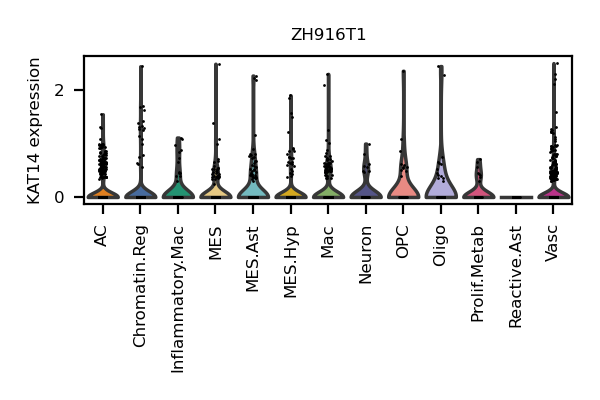 ZH916T1
KAT14 expression
2
0
AC
Chromatin.Reg
Inflammatory.Mac
MES
MES.Ast
MES.Hyp
Mac
Neuron
OPC
Oligo
Prolif.Metab
Reactive.Ast
Vasc